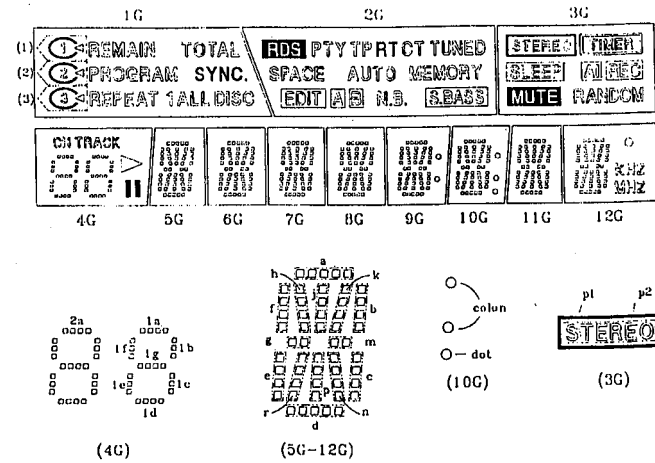 1G 2G 3G
(1) 1 REMAIN TOTAL RDS PTY TP RT CT TUNED STEREO TIMER
(2) 2 PROGRAM SYNC. SPACE AUTO MEMORY SLEEP AI REC
(3) 3 REPEAT 1 ALL DISC EDIT A B N.B. S.BASS MUTE RANDOM
CH TRACK
KHZ
MHZ
4G 5G 6G 7G 8G 9G 10G 11G 12G
a
h k
j
f b
g m
e c
r p n
d
2a 1a
1f 1b
1g
1e 1c
1d
colun
dot
p1 p2
STEREO
(4G) (5G-12G) (10G) (3G)